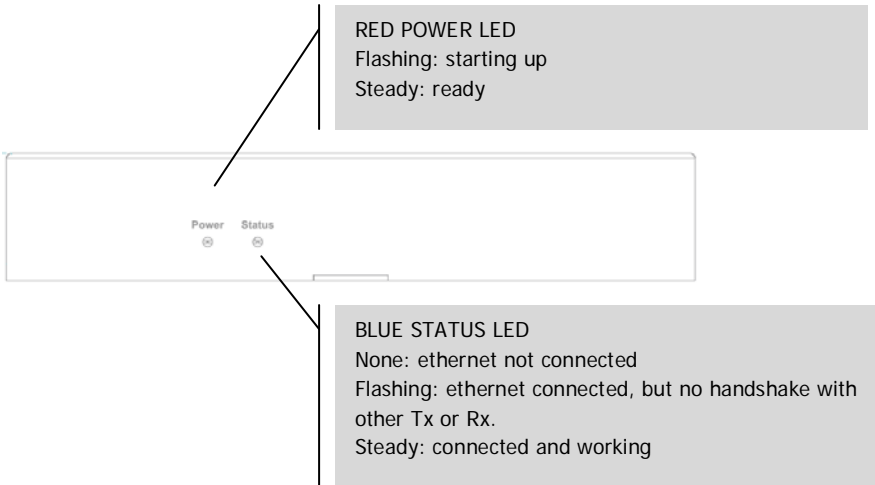 RED POWER LED
Flashing: starting up
Steady: ready
Power Status
BLUE STATUS LED
None: ethernet not connected
Flashing: ethernet connected, but no handshake with
other Tx or Rx.
Steady: connected and working